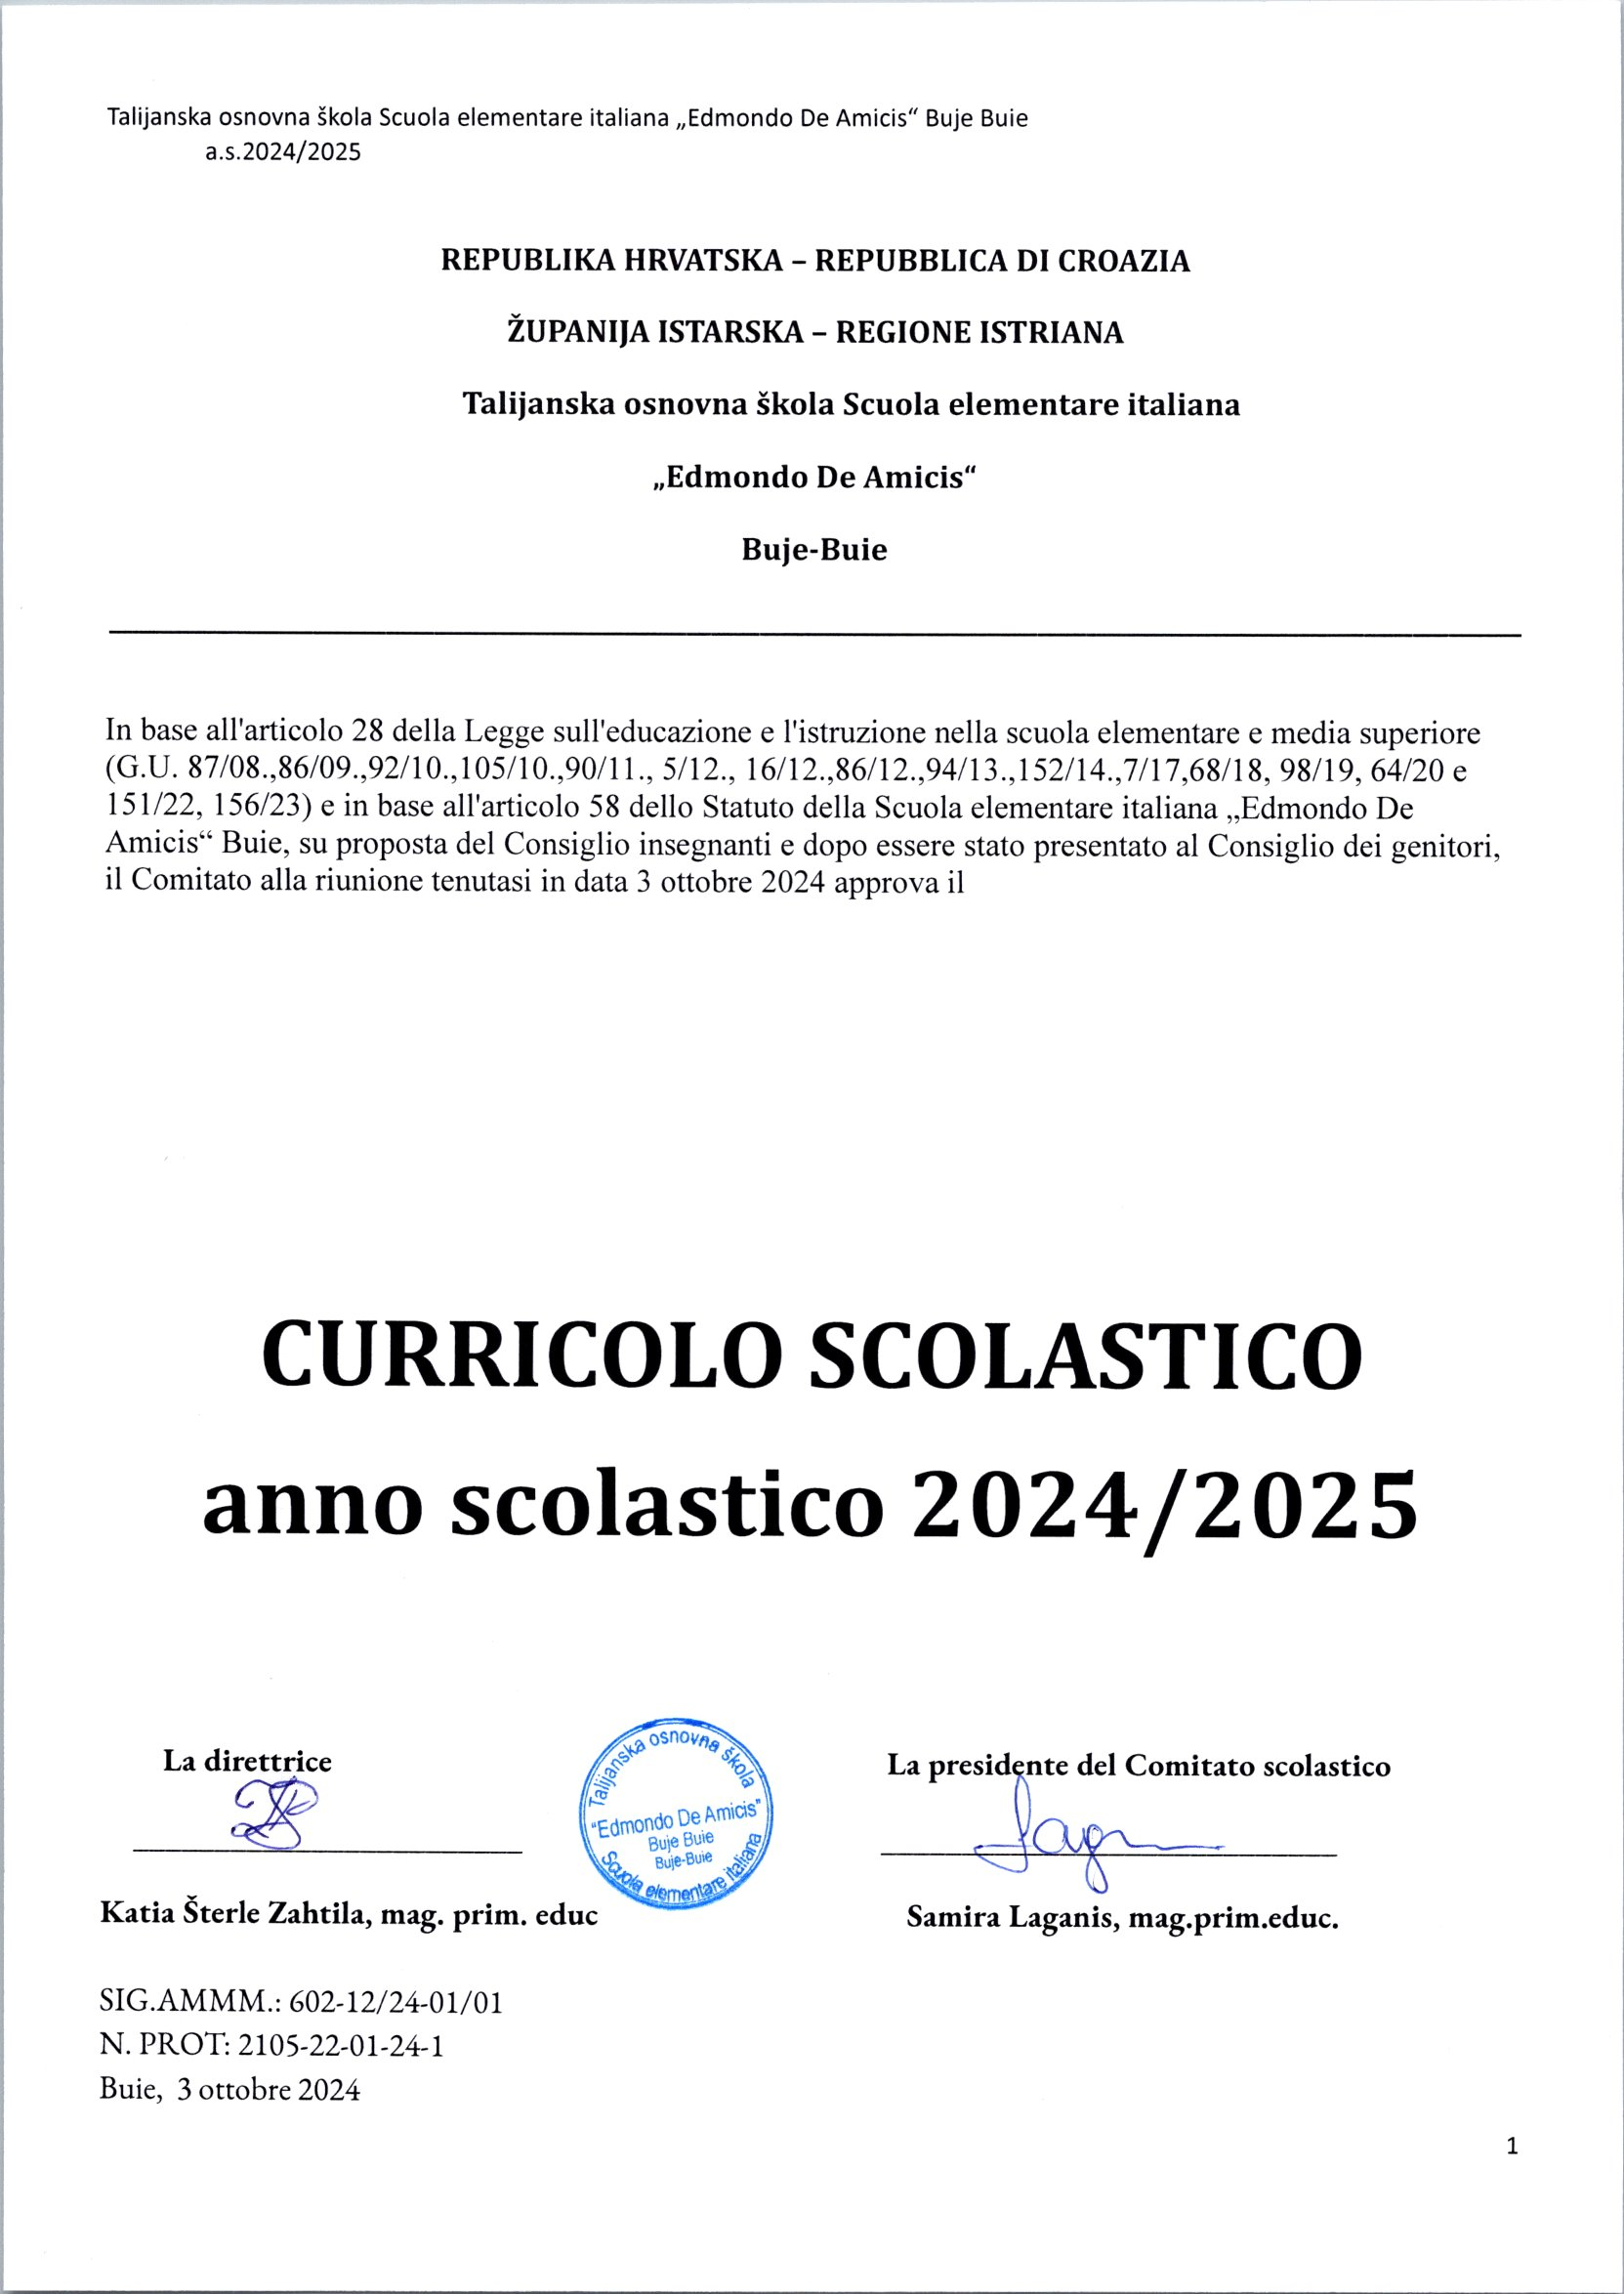 Talijanska osnovna škola Scuola elementare italiana „Edmondo De Amicis“ Buje Buie
a.s.2024/2025
REPUBLIKA HRVATSKA – REPUBBLICA DI CROAZIA
ŽUPANIJA ISTARSKA – REGIONE ISTRIANA
Talijanska osnovna škola Scuola elementare italiana
„Edmondo De Amicis“
Buje-Buie
In base all'articolo 28 della Legge sull'educazione e l'istruzione nella scuola elementare e media superiore
(G.U. 87/08.,86/09.,92/10.,105/10.,90/11., 5/12., 16/12.,86/12.,94/13.,152/14.,7/17,68/18, 98/19, 64/20 e
151/22, 156/23) e in base all'articolo 58 dello Statuto della Scuola elementare italiana „Edmondo De
Amicis“ Buie, su proposta del Consiglio insegnanti e dopo essere stato presentato al Consiglio dei genitori,
il Comitato alla riunione tenutasi in data 3 ottobre 2024 approva il
CURRICOLO SCOLASTICO
anno scolastico 2024/2025
La direttrice
La presidente del Comitato scolastico
Talijanska osnovna škola
"Edmondo De Amicis"
Buje Buie
Buje-Buie
Scuola elementare italiana
Katia Šterle Zahtila, mag. prim. educ
Samira Laganis, mag.prim.educ.
SIG.AMMM.: 602-12/24-01/01
N. PROT: 2105-22-01-24-1
Buie,  3 ottobre 2024
1